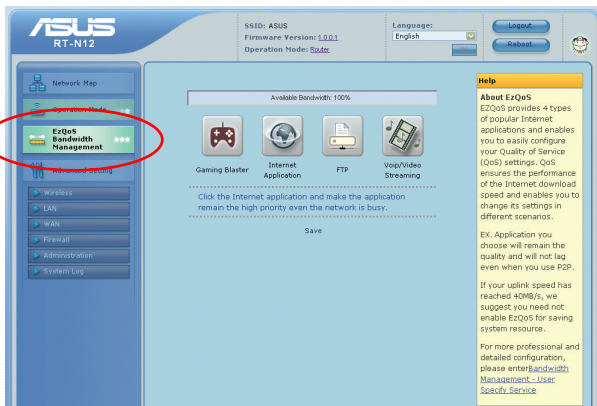 ASUS
RT-N12
SSID: ASUS
Firmware Version: 1.0.0.1
Operation Mode: Router
Language:
English
Logout
Reboot
Network Map
Operation Mode
EzQoS
Bandwidth
Management
Advanced Setting
Wireless
LAN
WAN
Firewall
Administration
System Log
Available Bandwidth: 100%
Gaming Blaster
Internet
Application
FTP
Voip/Video
Streaming
Click the Internet application and make the application
remain the high priority even the network is busy.
Save
Help
About EzQoS
EZQoS provides 4 types
of popular Internet
applications and enables
you to easily configure
your Quality of Service
(QoS) settings. QoS
ensures the performance
of the Internet download
speed and enables you to
change its settings in
different scenarios.
EX. Application you
choose will remain the
quality and will not lag
even when you use P2P.
If your uplink speed has
reached 40MB/s, we
suggest you need not
enable EzQoS for saving
system resource.
For more professional and
detailed configuration,
please enterBandwidth
Management - User
Specify Service